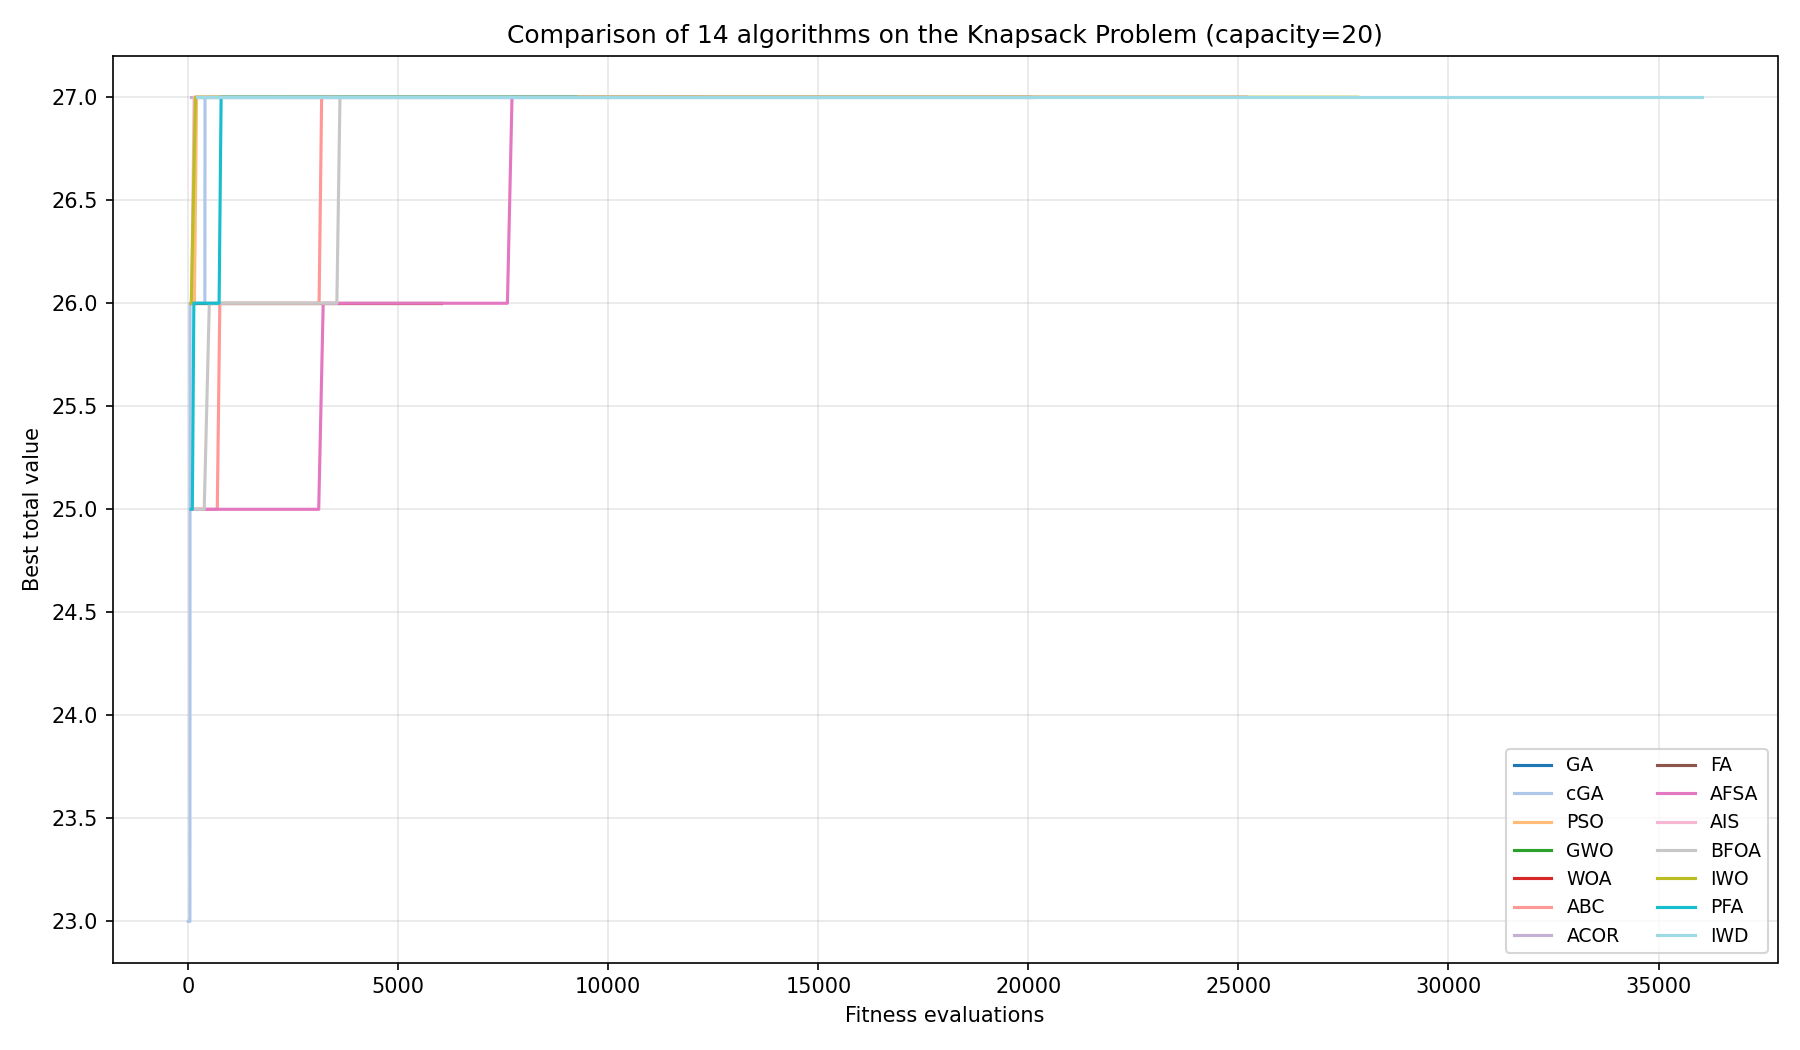 Comparison of 14 algorithms on the Knapsack Problem (capacity=20)
Best total value
27.0
26.5
26.0
25.5
25.0
24.5
24.0
23.5
23.0
0 5000 10000 15000 20000 25000 30000 35000
Fitness evaluations
GA
cGA
PSO
GWO
WOA
ABC
ACOR
FA
AFSA
AIS
BFOA
IWO
PFA
IWD